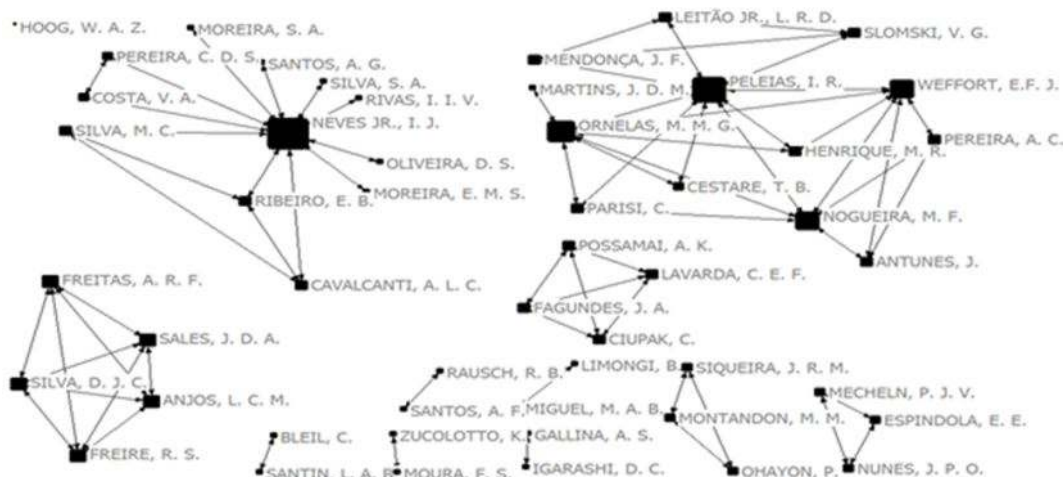 HOOG, W. A. Z.
MOREIRA, S. A.
PEREIRA, C. D. S.
SANTOS, A. G.
SILVA, S. A.
COSTA, V. A.
RIVAS, I. I. V.
NEVES JR., I. J.
SILVA, M. C.
OLIVEIRA, D. S.
MOREIRA, E. M. S.
RIBEIRO, E. B.
CAVALCANTI, A. L. C.
LEITÃO JR., L. R. D.
SLOMSKI, V. G.
MENDONÇA, J. F.
PELEIAS, I. R.
WEFFORT, E.F. J.
MARTINS, J. D. M.
ORNELAS, M. M. G.
PEREIRA, A. C.
HENRIQUE, M. R.
CESTARE, T. B.
PARISI, C.
NOGUEIRA, M. F.
ANTUNES, J.
POSSAMAI, A. K.
LAVARDA, C. E. F.
FAGUNDES, J. A.
CIUPAK, C.
FREITAS, A. R. F.
SALES, J. D. A.
SILVA, D. J. C.
ANJOS, L. C. M.
FREIRE, R. S.
RAUSCH, R. B.
SANTOS, A. F.
LIMONGI, B.
MIGUEL, M. A. B.
SIQUEIRA, J. R. M.
MONTANDON, M. M.
OHAYON, P.
MECHELN, P. J. V.
ESPINDOLA, E. E.
NUNES, J. P. O.
BLEIL, C.
SANTIN, L. A. B.
ZUCOLOTTO, K.
MOURA, F. S.
GALLINA, A. S.
IGARASHI, D. C.